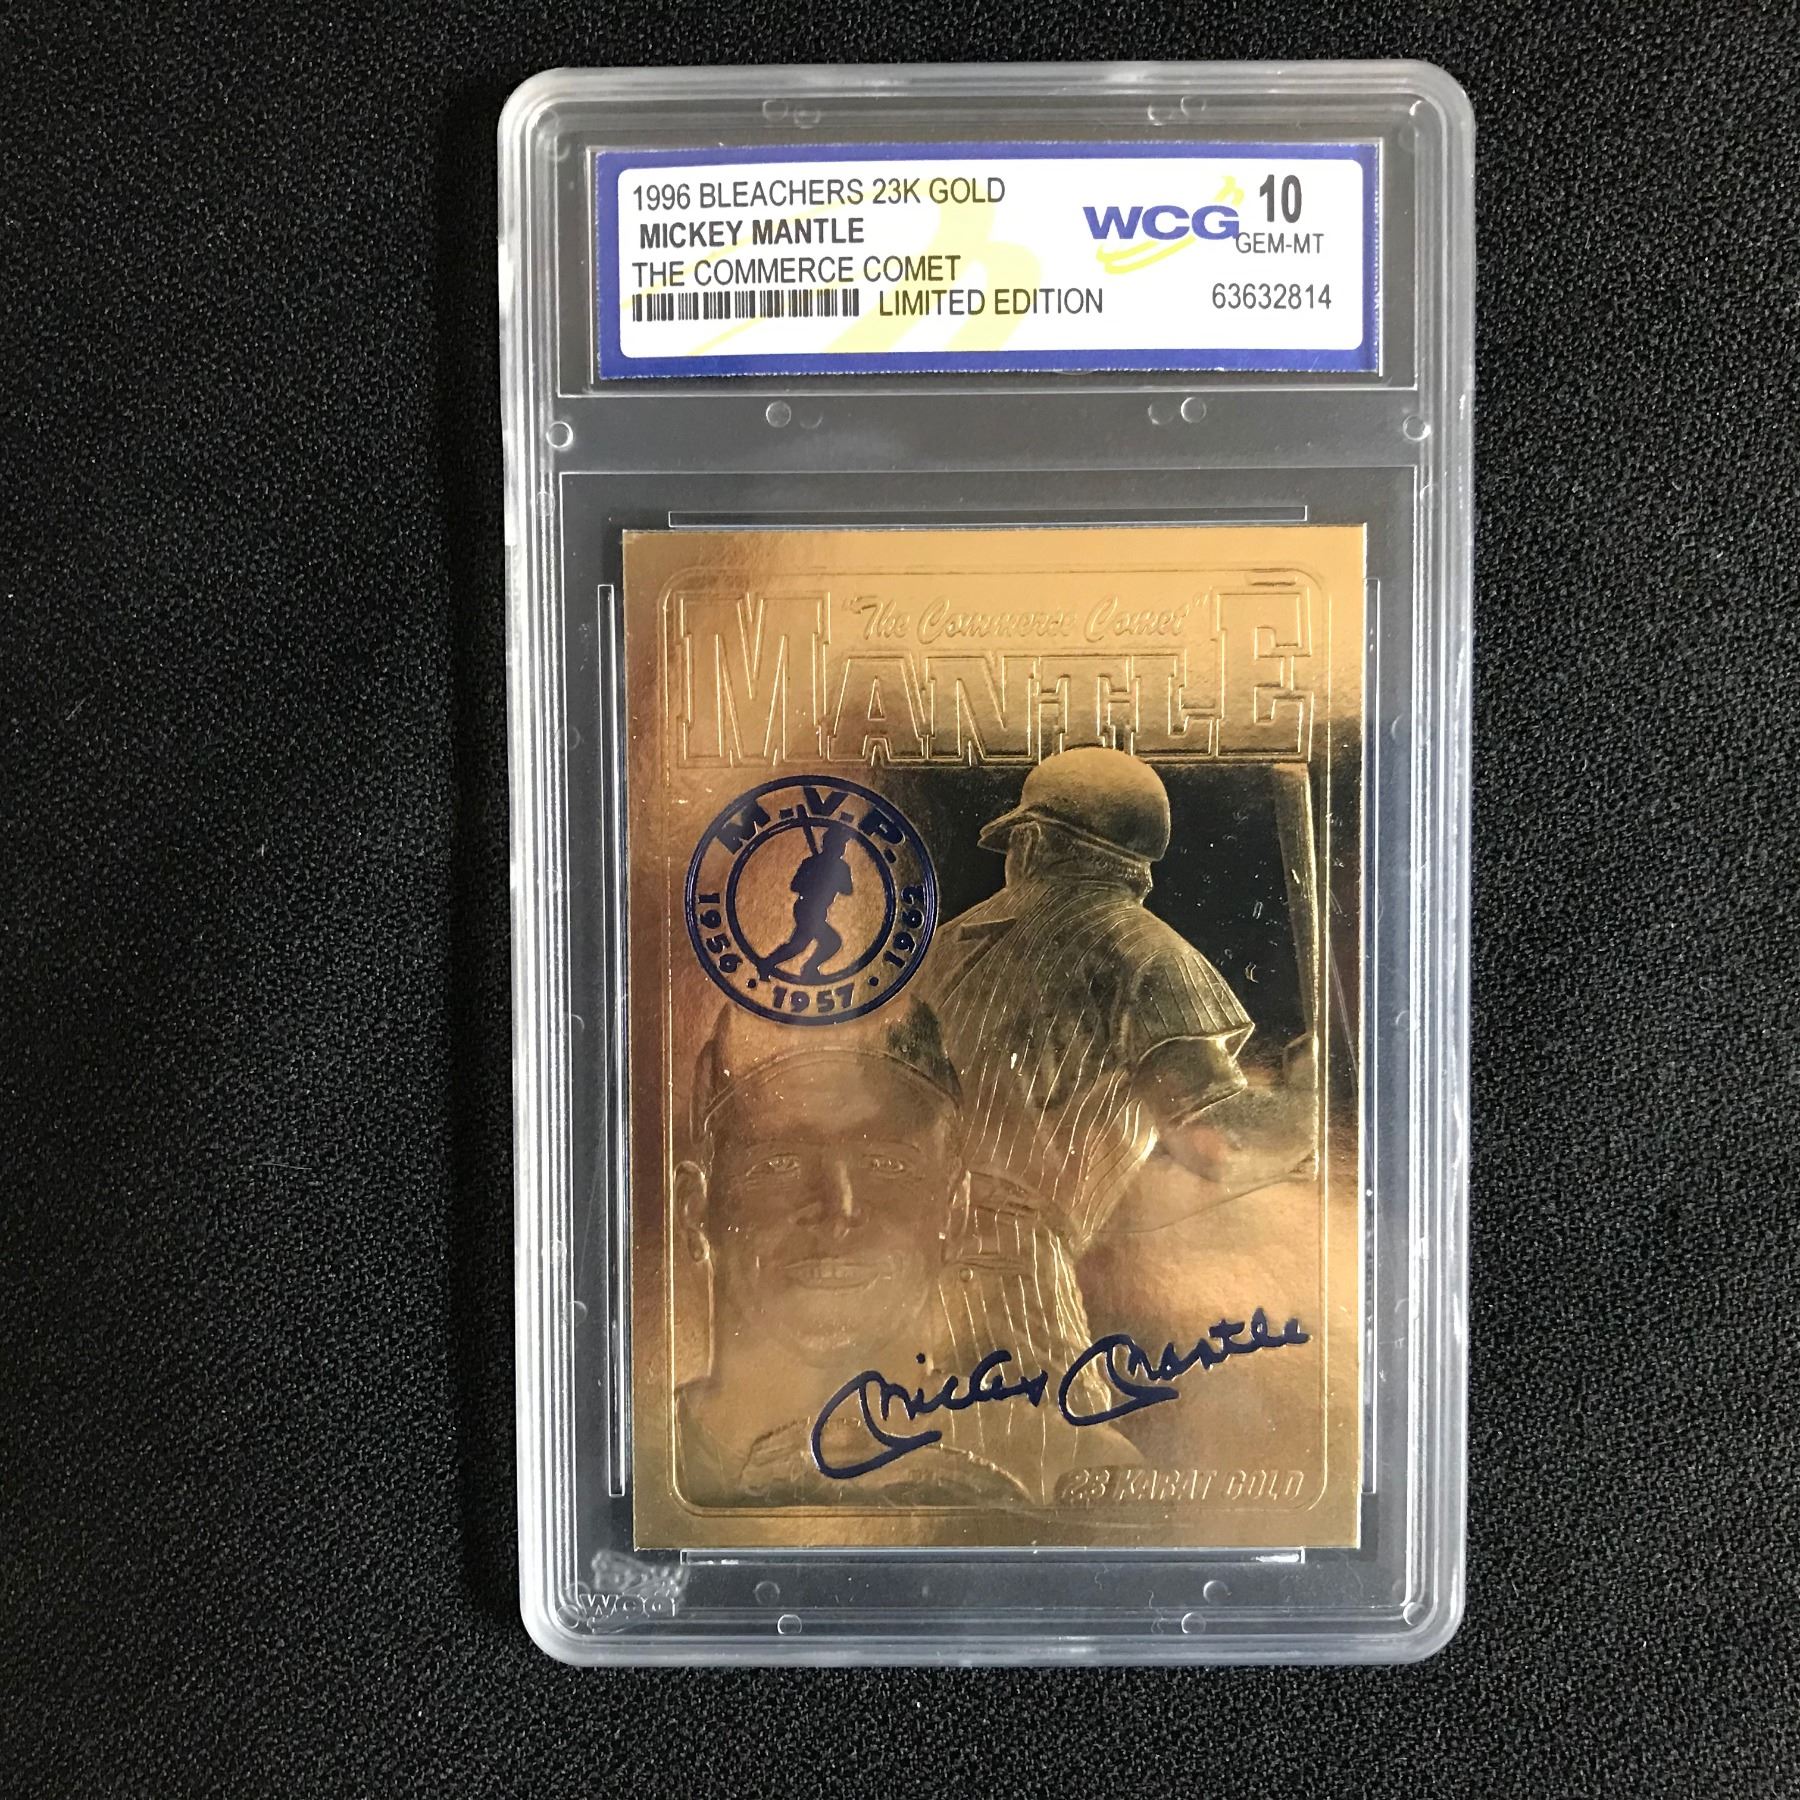 1996 BLEACHERS 23K GOLD
MICKEY MANTLE
THE COMMERCE COMET
LIMITED EDITION
WCG
10
GEM-MT
63632814
"The Commerce Comet"
MANTLE
M.V.P.
1956 • 1957 • 1962
Mickey Mantle
23 KARAT GOLD
WCG